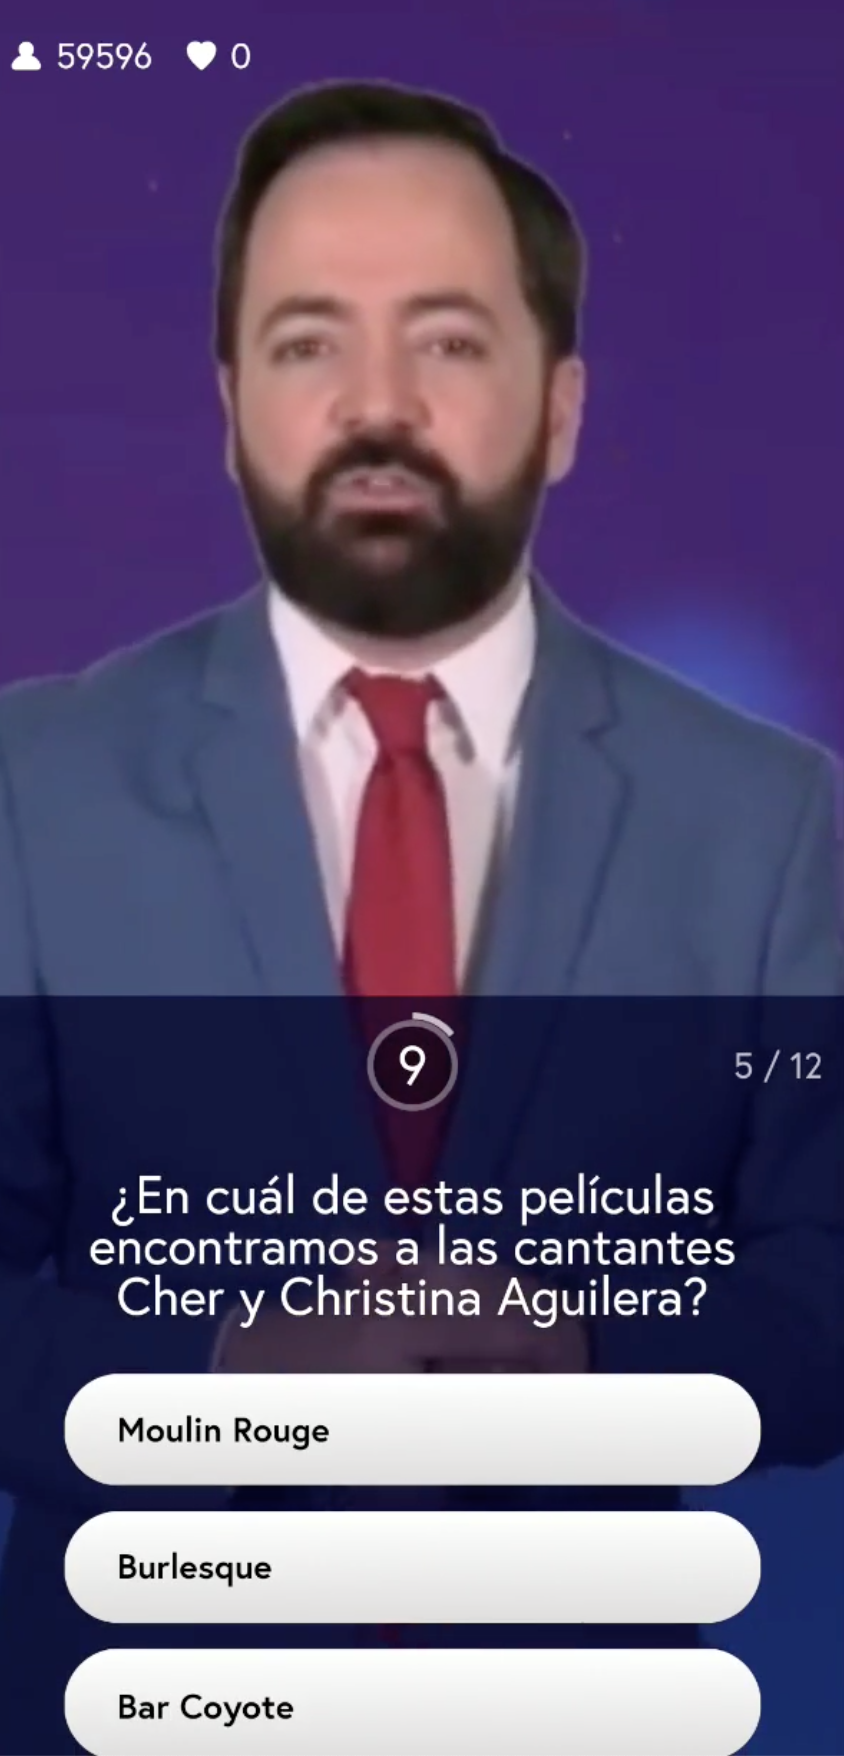 59596 0
9
5 / 12
¿En cuál de estas películas
encontramos a las cantantes
Cher y Christina Aguilera?
Moulin Rouge
Burlesque
Bar Coyote